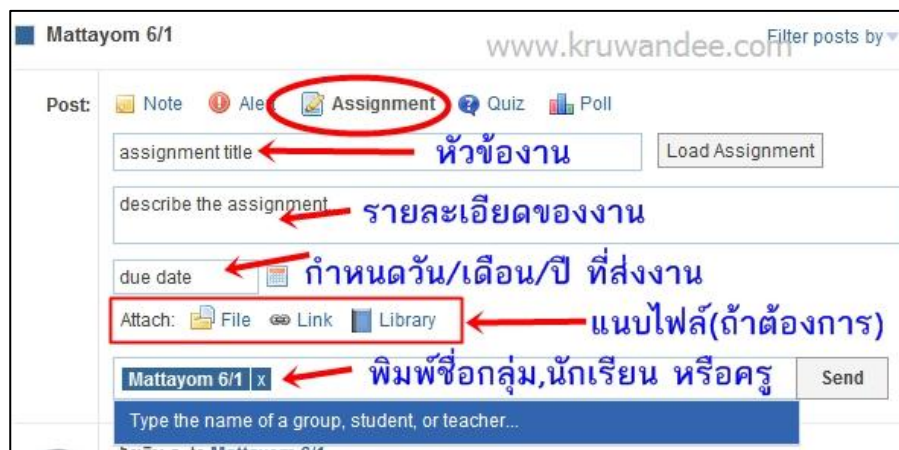 Mattayom 6/1
www.kruwandee.com
Filter posts by
Post: Note Alert Assignment Quiz Poll
assignment title หัวข้องาน Load Assignment
describe the assignment รายละเอียดของงาน
due date กำหนดวัน/เดือน/ปี ที่ส่งงาน
Attach: File Link Library แนบไฟล์(ถ้าต้องการ)
Mattayom 6/1 x พิมพ์ชื่อกลุ่ม,นักเรียน หรือครู Send
Type the name of a group, student, or teacher...